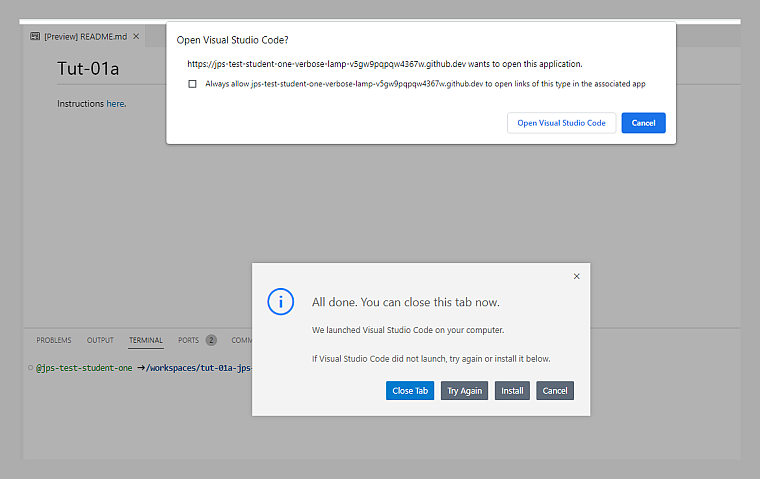 [Preview] README.md
Open Visual Studio Code?
https://jps-test-student-one-verbose-lamp-v5gw9pqpqw4367w.github.dev wants to open this application.
Always allow jps-test-student-one-verbose-lamp-v5gw9pqpqw4367w.github.dev to open links of this type in the associated app
Open Visual Studio Code Cancel
Tut-01a
Instructions here.
All done. You can close this tab now.
We launched Visual Studio Code on your computer.
If Visual Studio Code did not launch, try again or install it below.
Close Tab Try Again Install Cancel
PROBLEMS OUTPUT TERMINAL PORTS 2 COMM
@jps-test-student-one ➜/workspaces/tut-01a-jps-